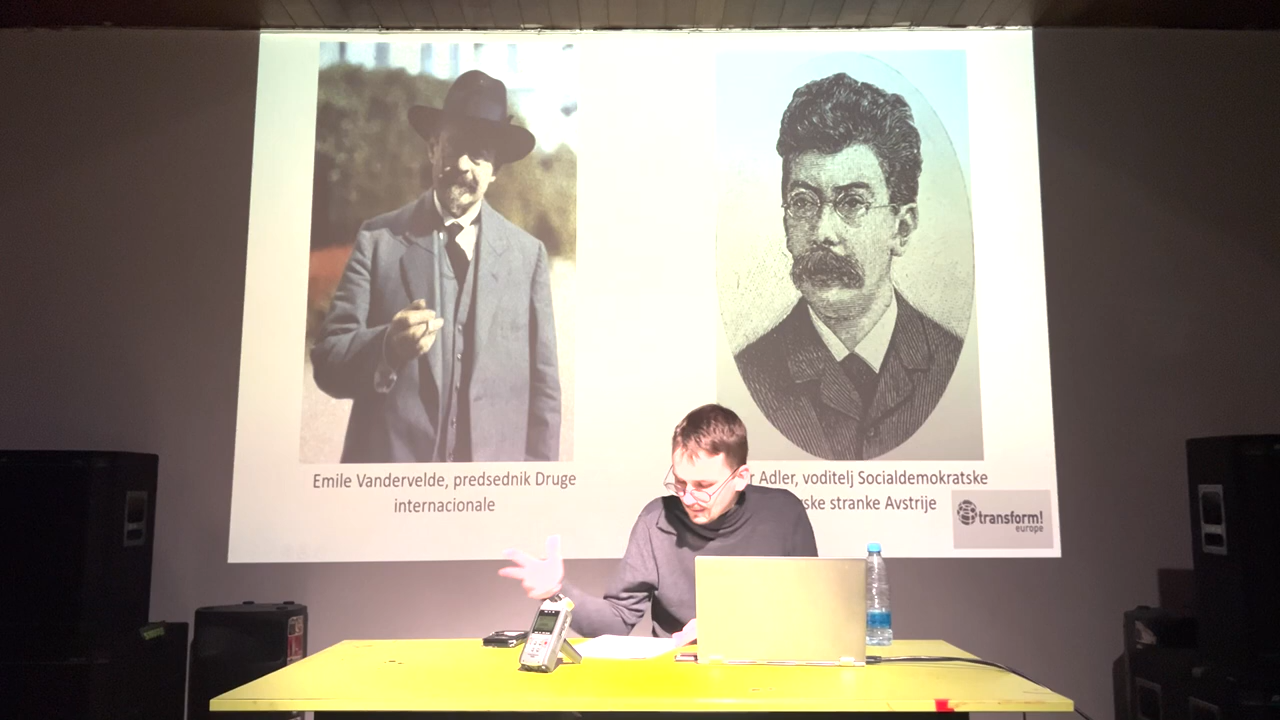 Emile Vandervelde, predsednik Druge
internacionale
r Adler, voditelj Socialdemokratske
ske stranke Avstrije
transform!
europe